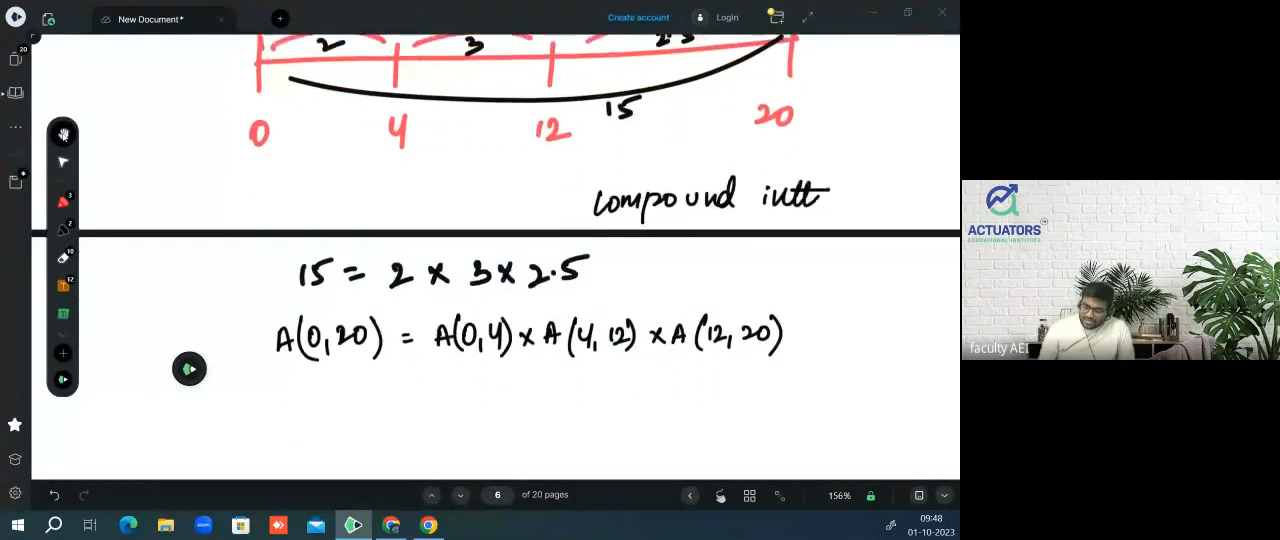 New Document*
Create account
Login
2 3 2.5
15
0 4 12 20
compound intt
15 = 2 × 3 × 2.5
A(0,20) = A(0,4) × A(4,12) × A(12,20)
ACTUATORS
EDUCATIONAL INSTITUTE
faculty AEI
6 of 20 pages
156%
09:48
01-10-2023